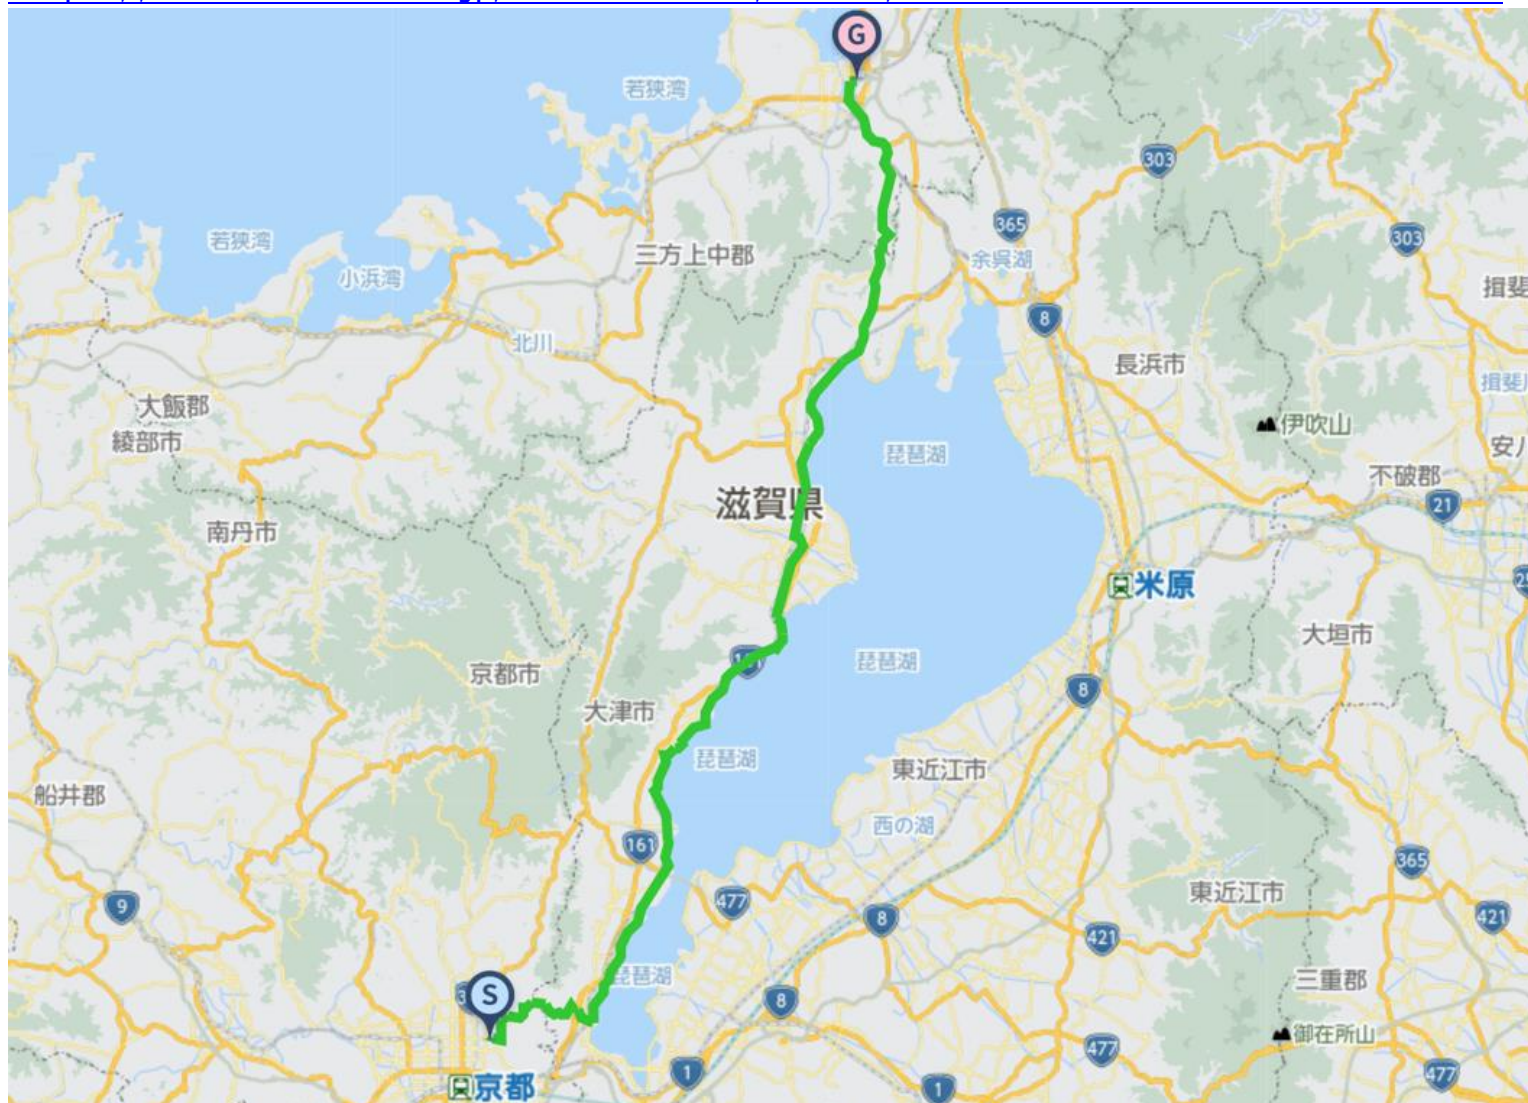 G
若狭湾
303
365
303
若狭湾
三方上中郡
余呉湖
小浜湾
揖斐
8
北川
長浜市
揖斐川
大飯郡
伊吹山
綾部市
琵琶湖
安八
不破郡
滋賀県
21
南丹市
米原
大垣市
琵琶湖
京都市
8
大津市
琵琶湖
東近江市
船井郡
西の湖
161
365
東近江市
477
9
8
421
421
琵琶湖
三重郡
S
8
御在所山
477
1
477
京都
1